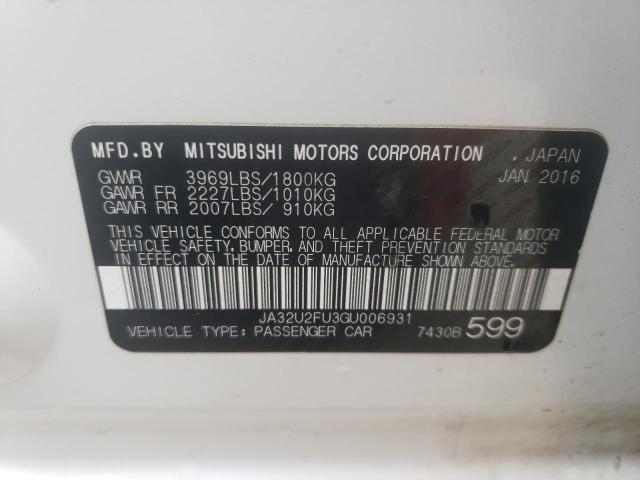 MFD.BY MITSUBISHI MOTORS CORPORATION . JAPAN
GVWR 3969LBS/1800KG JAN 2016
GAWR FR 2227LBS/1010KG
GAWR RR 2007LBS/ 910KG
THIS VEHICLE CONFORMS TO ALL APPLICABLE FEDERAL MOTOR
VEHICLE SAFETY, BUMPER, AND THEFT PREVENTION STANDARDS
IN EFFECT ON THE DATE OF MANUFACTURE SHOWN ABOVE.
JA32U2FU3GU006931
VEHICLE TYPE: PASSENGER CAR 7430B 599